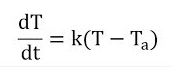 dT/dt = k(T − Tₐ)